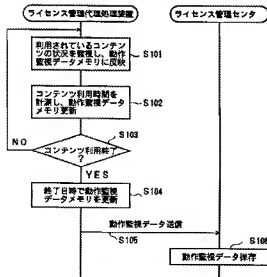 ライセンス管理代理処理装置
ライセンス管理センタ
利用されているコンテンツ
の状況を監視し、動作
監視データメモリに反映
S101
コンテンツ利用時間を
計測し、動作監視データ
メモリ更新
S102
S103
コンテンツ利用終了
?
NO
YES
終了日時で動作監視
データメモリを更新
S104
動作監視データ送信
S105
S106
動作監視データ保存